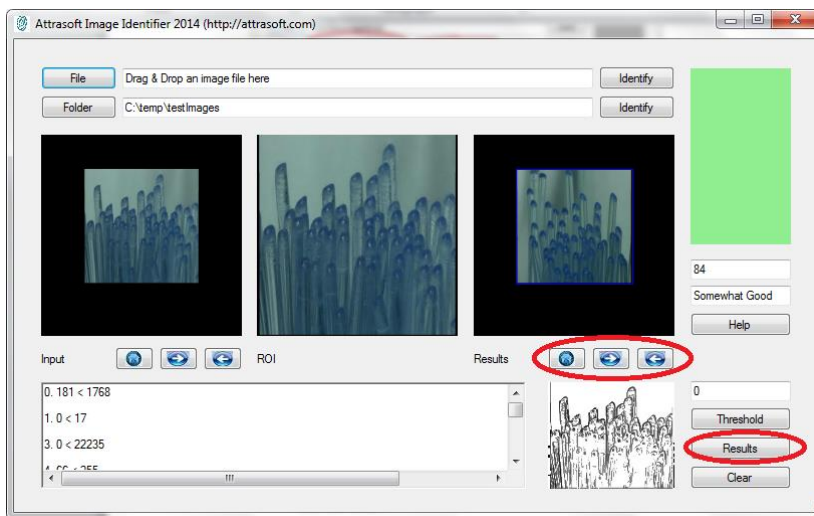 Attrasoft Image Identifier 2014 (http://attrasoft.com)
File Drag & Drop an image file here Identify
Folder C:\temp\testImages Identify
84
Somewhat Good
Help
Input ROI Results
0. 181 < 1768
1. 0 < 17
3. 0 < 22235
0
Threshold
Results
Clear